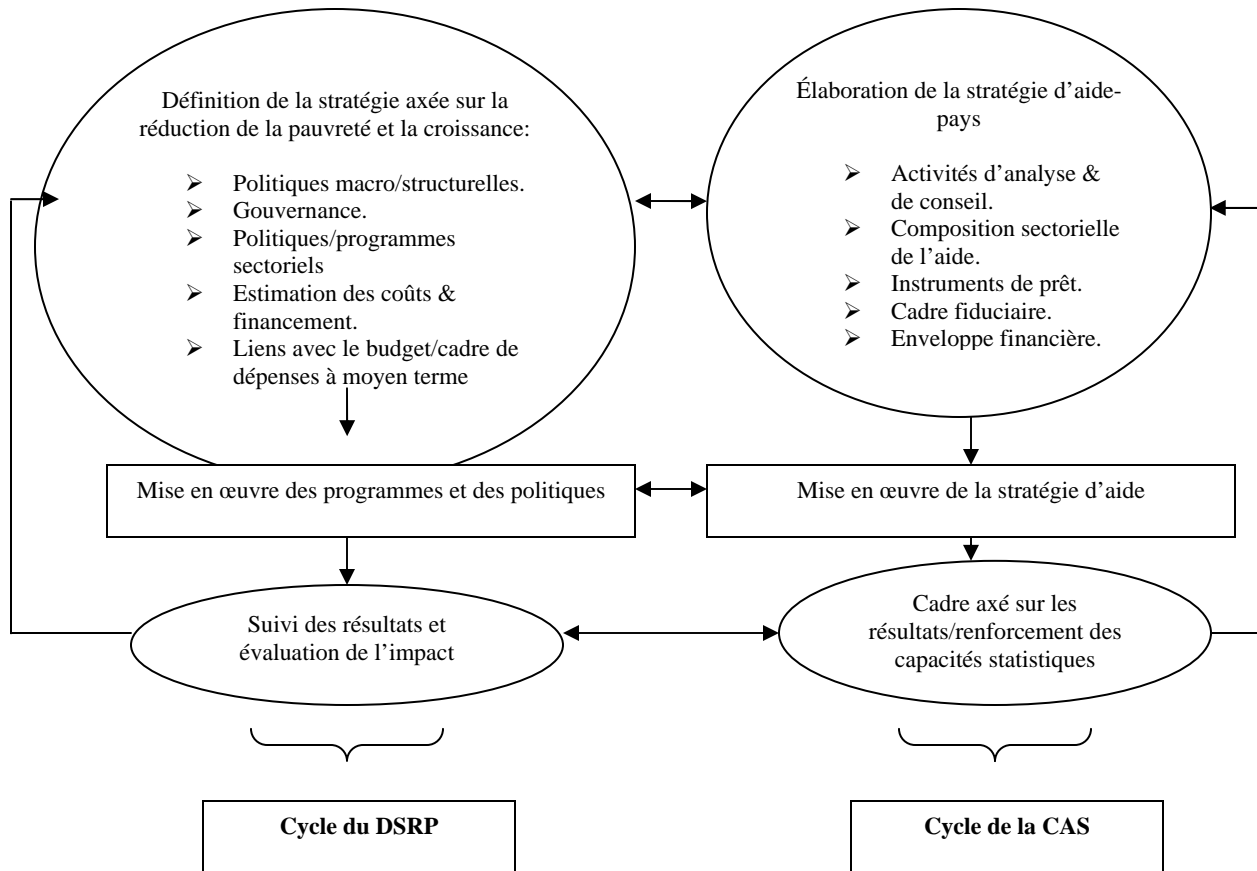 Définition de la stratégie axée sur la
réduction de la pauvreté et la croissance:
➢ Politiques macro/structurelles.
➢ Gouvernance.
➢ Politiques/programmes
sectoriels
➢ Estimation des coûts &
financement.
➢ Liens avec le budget/cadre de
dépenses à moyen terme
Élaboration de la stratégie d’aide-
pays
➢ Activités d’analyse &
de conseil.
➢ Composition sectorielle
de l’aide.
➢ Instruments de prêt.
➢ Cadre fiduciaire.
➢ Enveloppe financière.
Mise en œuvre des programmes et des politiques
Mise en œuvre de la stratégie d’aide
Suivi des résultats et
évaluation de l’impact
Cadre axé sur les
résultats/renforcement des
capacités statistiques
Cycle du DSRP
Cycle de la CAS